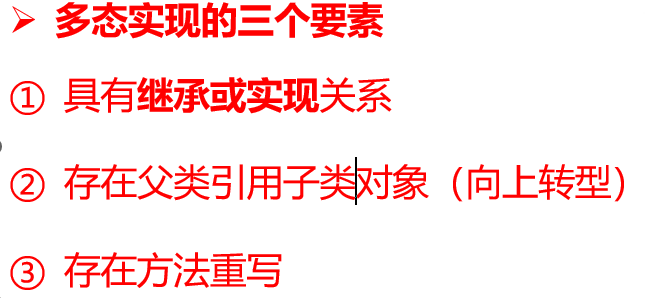 ➢ 多态实现的三个要素
① 具有继承或实现关系
② 存在父类引用子类对象（向上转型）
③ 存在方法重写